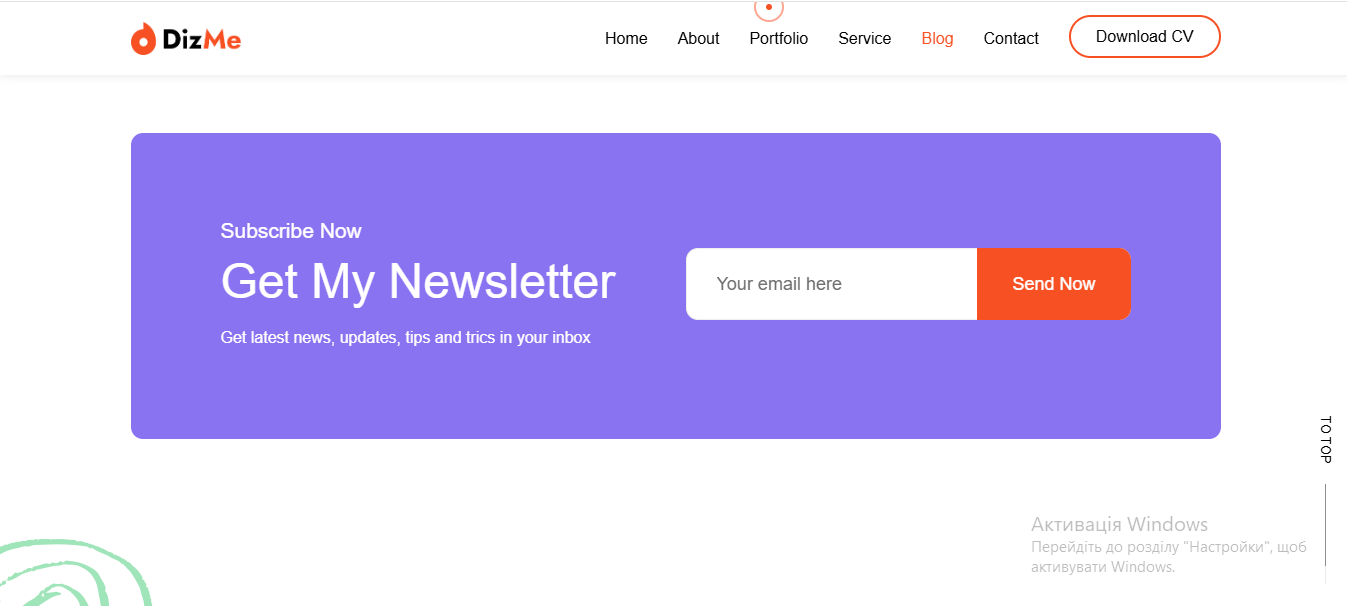 DizMe
Home About Portfolio Service Blog Contact Download CV
Subscribe Now
Get My Newsletter
Get latest news, updates, tips and trics in your inbox
Your email here
Send Now
TO TOP
Активація Windows
Перейдіть до розділу "Настройки", щоб
активувати Windows.